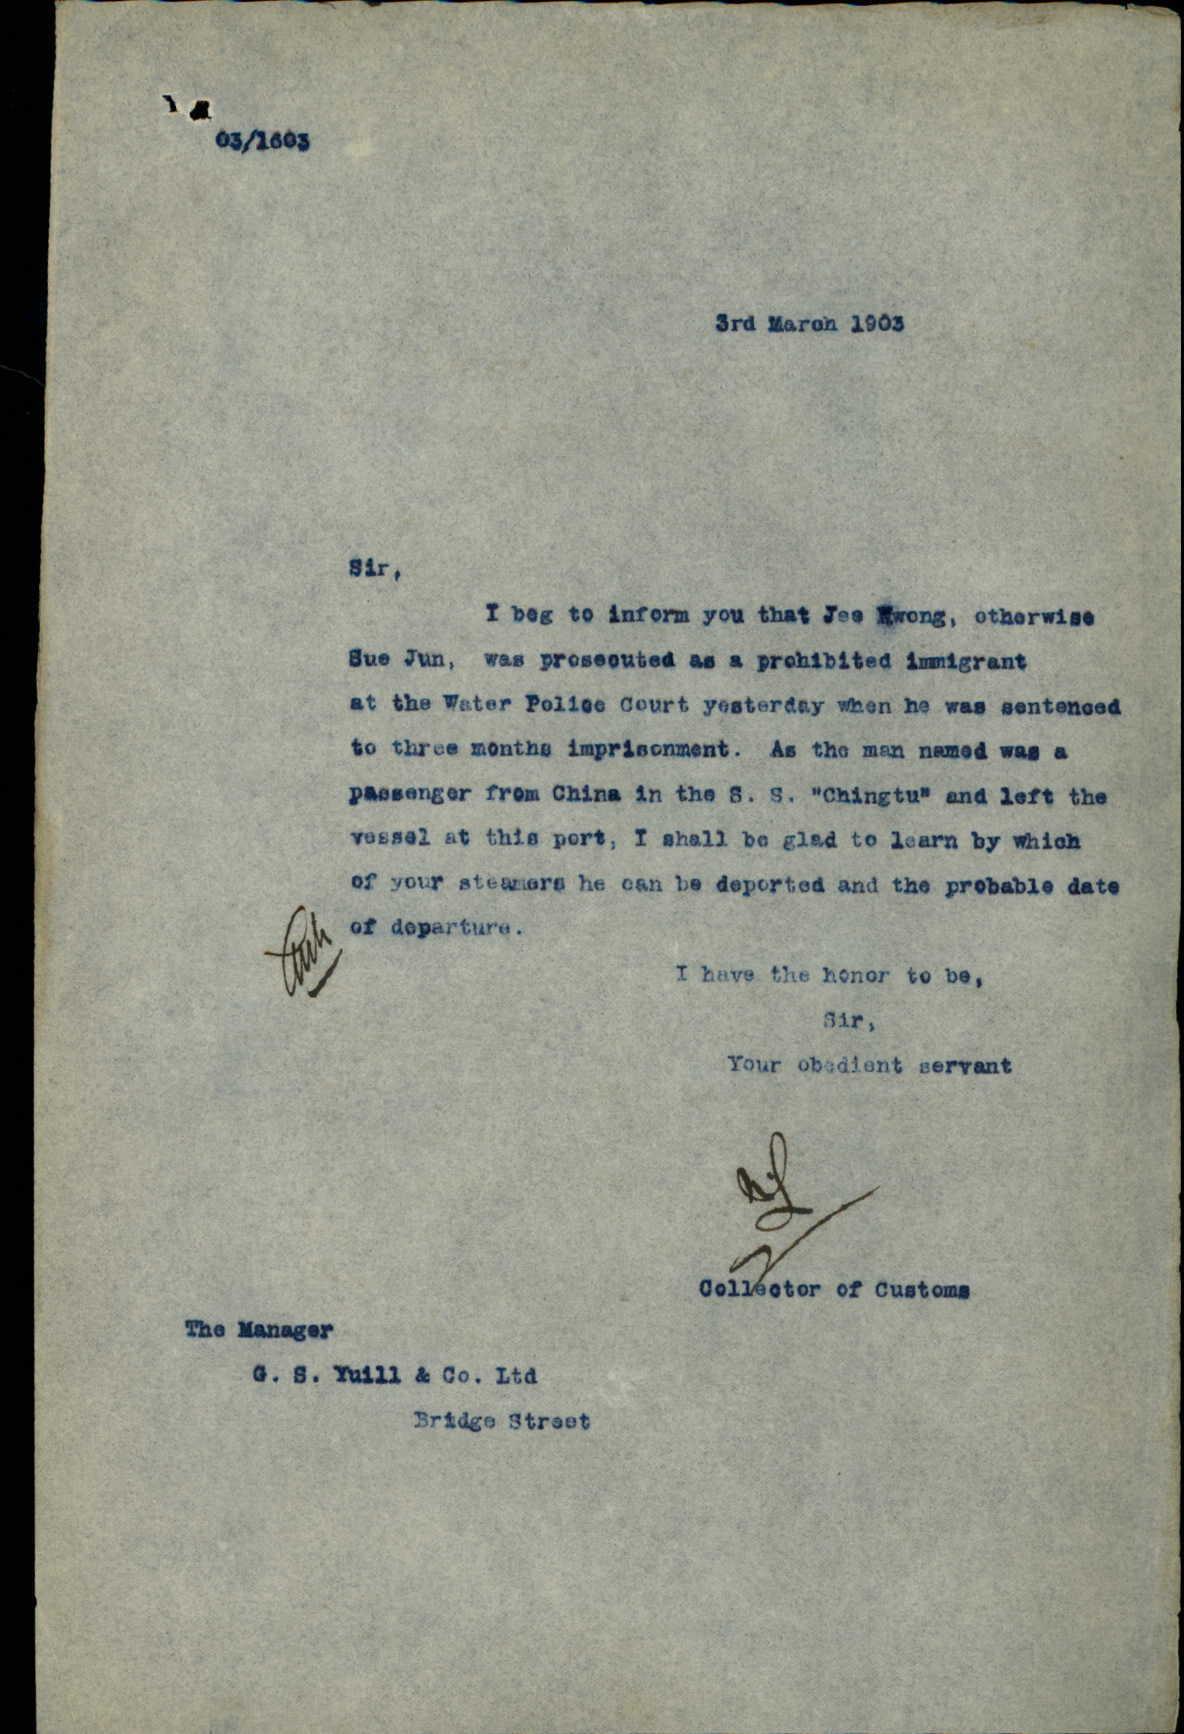 03/1603
3rd March 1903
Sir,
I beg to inform you that Jee Kwong, otherwise
Sue Jun, was prosecuted as a prohibited immigrant
at the Water Police Court yesterday when he was sentenced
to three months imprisonment. As the man named was a
passenger from China in the S. S. "Chingtu" and left the
vessel at this port, I shall be glad to learn by which
of your steamers he can be deported and the probable date
of departure.
I have the honor to be,
Sir,
Your obedient servant
Collector of Customs
The Manager
G. S. Yuill & Co. Ltd
Bridge Street